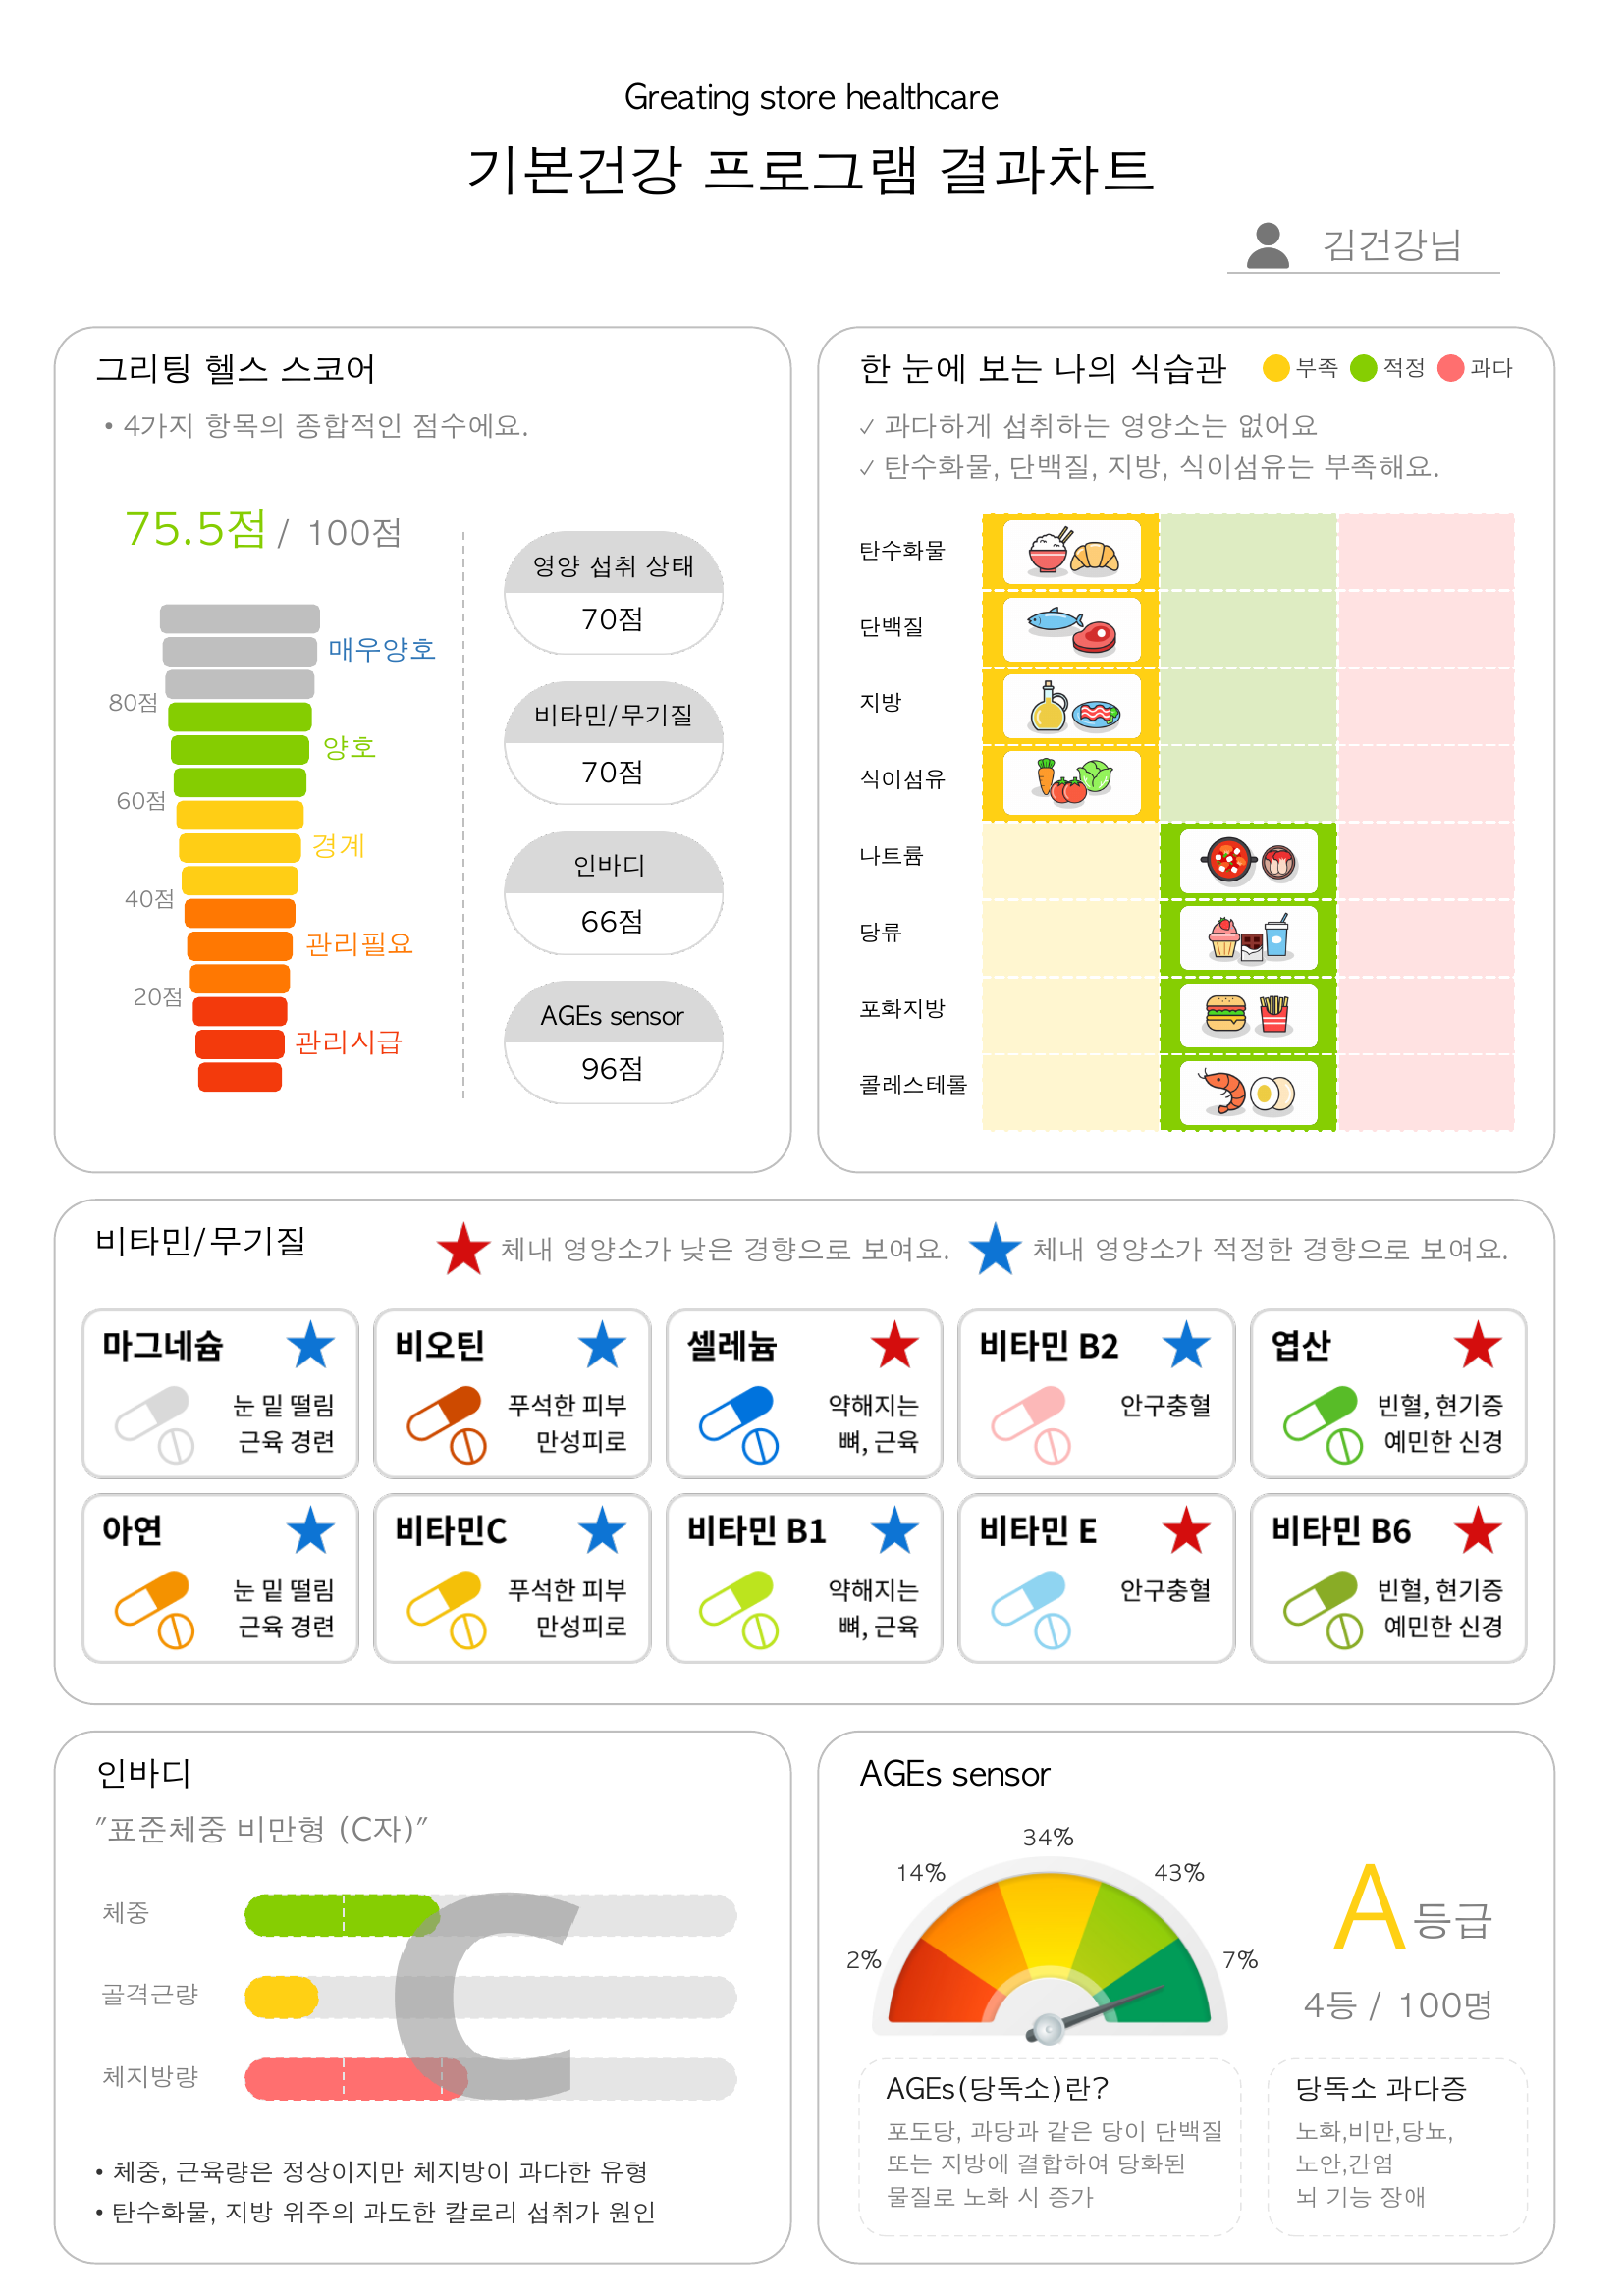 Greating store healthcare
기본건강 프로그램 결과차트
김건강님
그리팅 헬스 스코어
• 4가지 항목의 종합적인 점수에요.
75.5점 / 100점
매우양호
80점
양호
60점
경계
40점
관리필요
20점
관리시급
영양 섭취 상태
70점
비타민/무기질
70점
인바디
66점
AGEs sensor
96점
한 눈에 보는 나의 식습관
부족 적정 과다
✓ 과다하게 섭취하는 영양소는 없어요
✓ 탄수화물, 단백질, 지방, 식이섬유는 부족해요.
탄수화물
단백질
지방
식이섬유
나트륨
당류
포화지방
콜레스테롤
비타민/무기질
체내 영양소가 낮은 경향으로 보여요.
체내 영양소가 적정한 경향으로 보여요.
마그네슘
눈 밑 떨림
근육 경련
비오틴
푸석한 피부
만성피로
셀레늄
약해지는
뼈, 근육
비타민 B2
안구충혈
엽산
빈혈, 현기증
예민한 신경
아연
눈 밑 떨림
근육 경련
비타민C
푸석한 피부
만성피로
비타민 B1
약해지는
뼈, 근육
비타민 E
안구충혈
비타민 B6
빈혈, 현기증
예민한 신경
인바디
"표준체중 비만형 (C자)"
체중
골격근량
체지방량
C
• 체중, 근육량은 정상이지만 체지방이 과다한 유형
• 탄수화물, 지방 위주의 과도한 칼로리 섭취가 원인
AGEs sensor
2%
14%
34%
43%
7%
A등급
4등 / 100명
AGEs(당독소)란?
포도당, 과당과 같은 당이 단백질
또는 지방에 결합하여 당화된
물질로 노화 시 증가
당독소 과다증
노화,비만,당뇨,
노안,간염
뇌 기능 장애